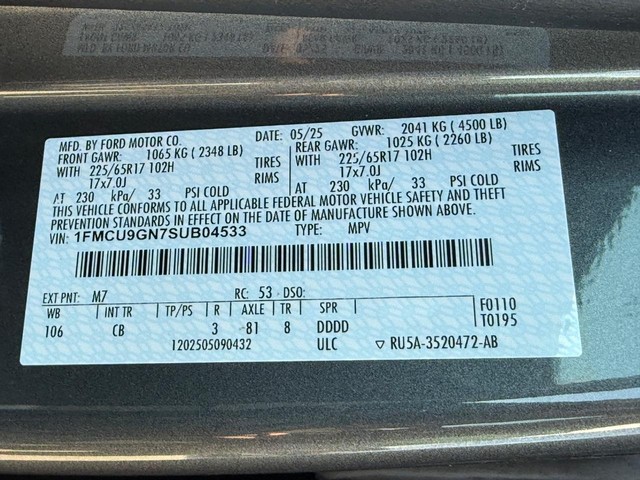 MFD. BY FORD MOTOR CO. DATE: 05/25 GVWR: 2041 KG ( 4500 LB)
FRONT GAWR: 1065 KG ( 2348 LB) REAR GAWR: 1025 KG ( 2260 LB)
WITH 225/65R17 102H TIRES WITH 225/65R17 102H TIRES
17x7.0J RIMS 17x7.0J RIMS
AT 230 kPa/ 33 PSI COLD AT 230 kPa/ 33 PSI COLD
THIS VEHICLE CONFORMS TO ALL APPLICABLE FEDERAL MOTOR VEHICLE SAFETY AND THEFT
PREVENTION STANDARDS IN EFFECT ON THE DATE OF MANUFACTURE SHOWN ABOVE.
VIN: 1FMCU9GN7SUB04533 TYPE: MPV
EXT PNT: M7 RC: 53 DSO:
WB INT TR TP/PS R AXLE TR SPR F0110
106 CB 3 81 8 DDDD T0195
1202505090432 ULC ▽ RU5A-3520472-AB